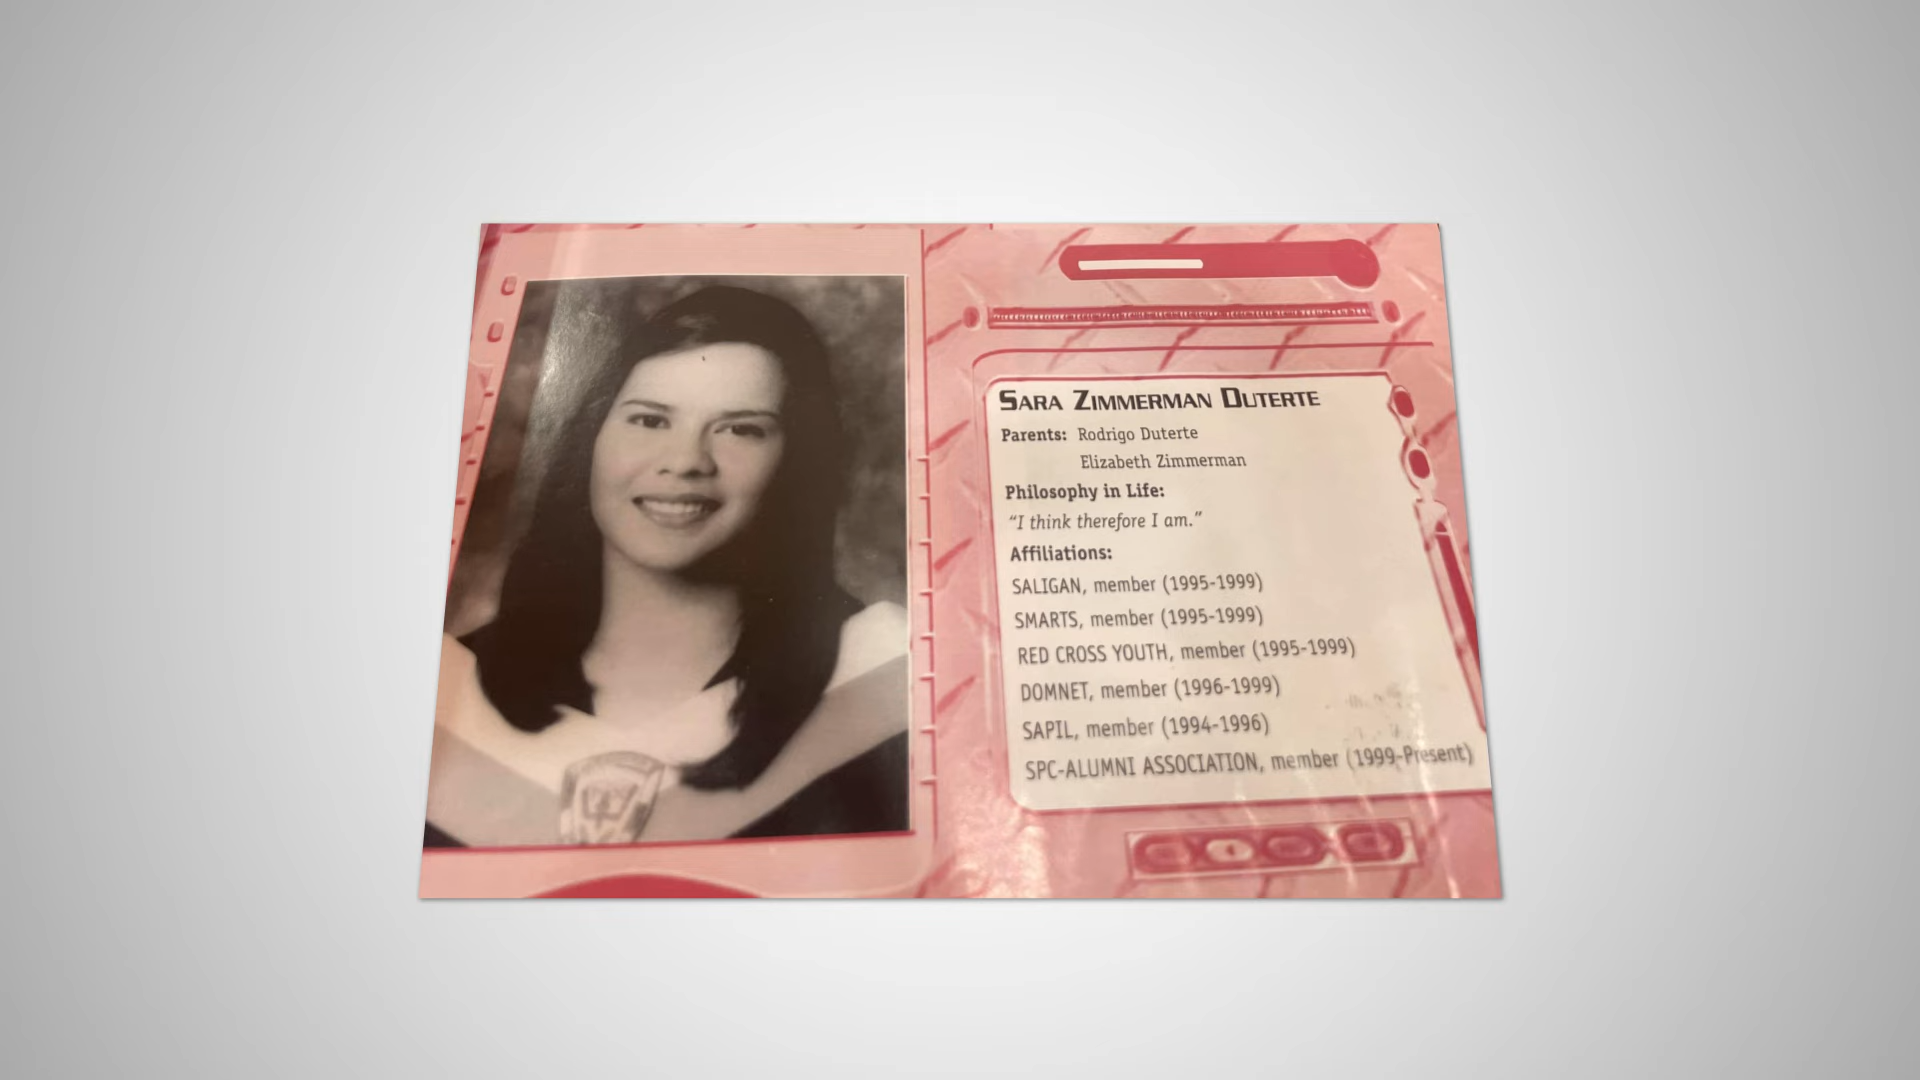 SARA ZIMMERMAN DUTERTE
Parents: Rodrigo Duterte
Elizabeth Zimmerman
Philosophy in Life:
“I think therefore I am.”
Affiliations:
SALIGAN, member (1995-1999)
SMARTS, member (1995-1999)
RED CROSS YOUTH, member (1995-1999)
DOMNET, member (1996-1999)
SAPIL, member (1994-1996)
SPC-ALUMNI ASSOCIATION, member (1999-Present)